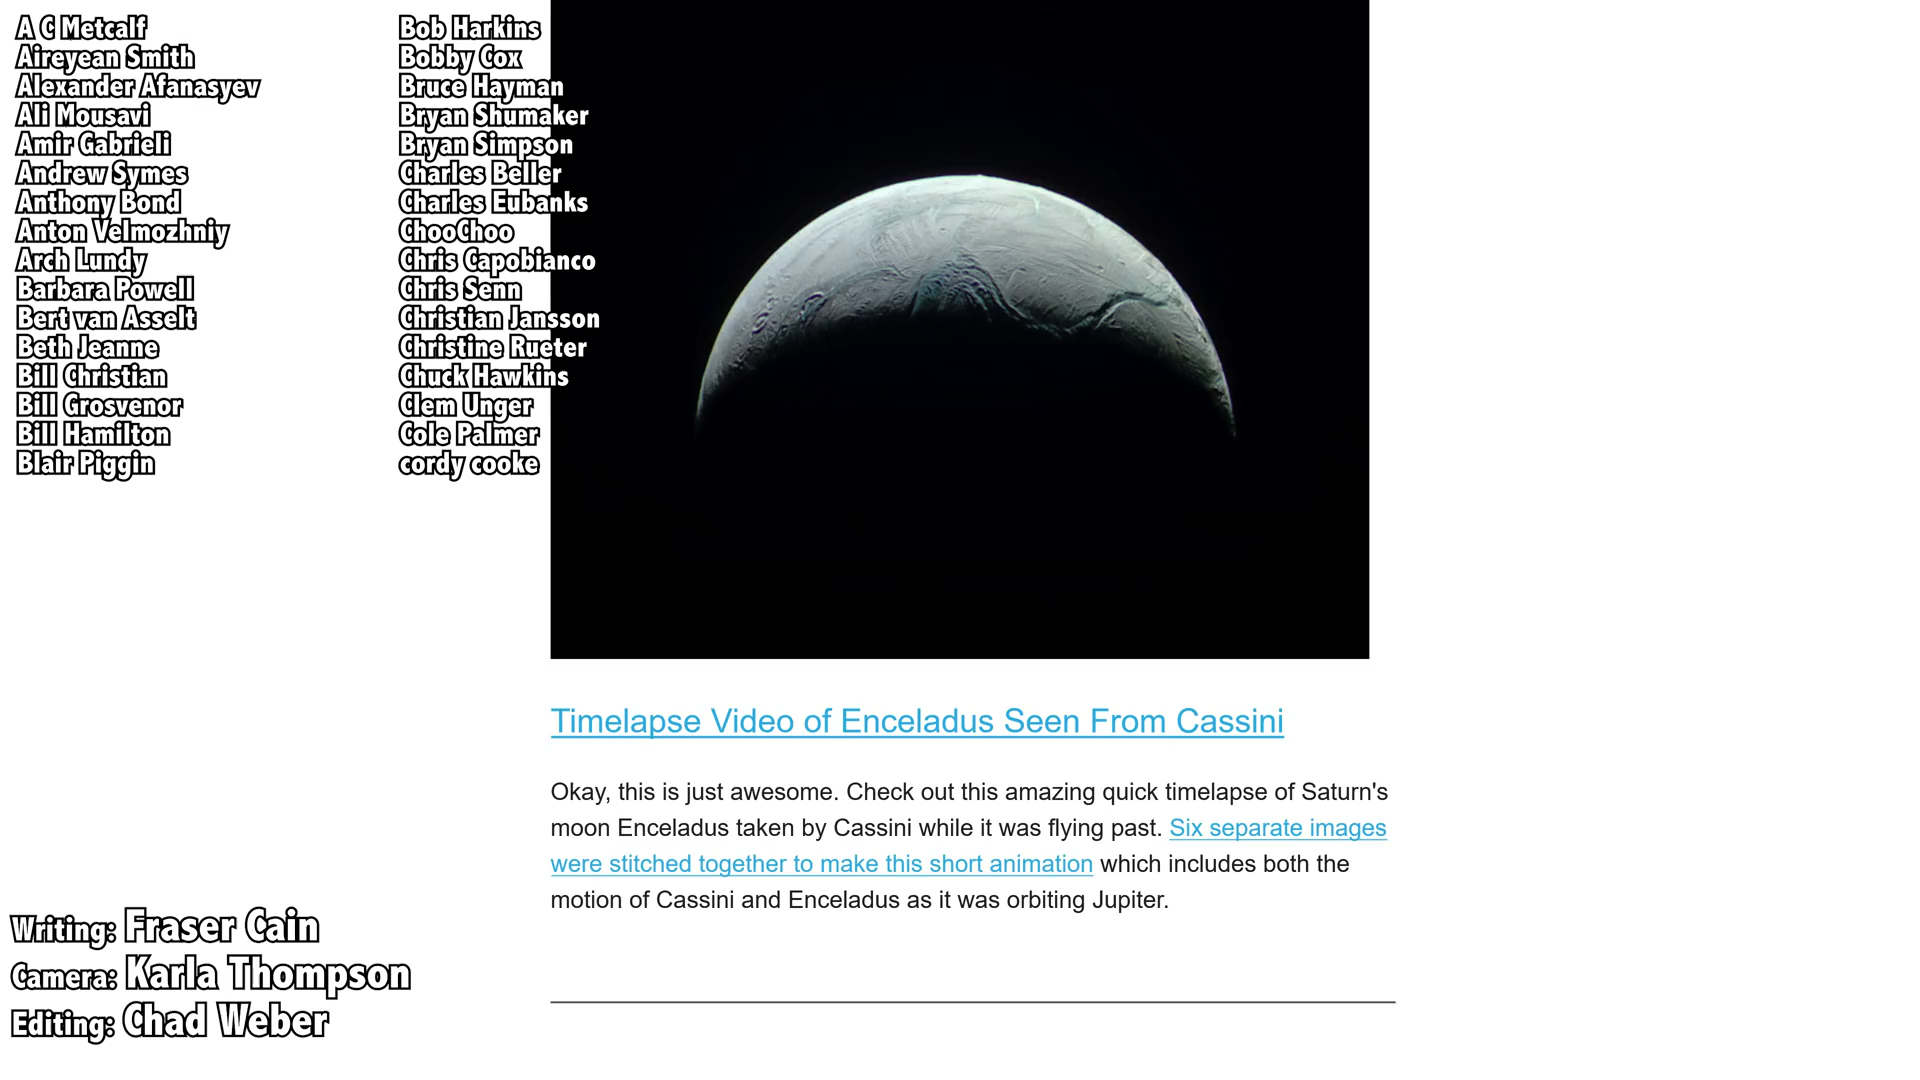 A C Metcalf
Aireyean Smith
Alexander Afanasyev
Ali Mousavi
Amir Gabrieli
Andrew Symes
Anthony Bond
Anton Velmozhniy
Arch Lundy
Barbara Powell
Bert van Asselt
Beth Jeanne
Bill Christian
Bill Grosvenor
Bill Hamilton
Blair Piggin
Bob Harkins
Bobby Cox
Bruce Hayman
Bryan Shumaker
Bryan Simpson
Charles Beller
Charles Eubanks
ChooChoo
Chris Capobianco
Chris Senn
Christian Jansson
Christine Rueter
Chuck Hawkins
Clem Unger
Cole Palmer
cordy cooke
Timelapse Video of Enceladus Seen From Cassini
Okay, this is just awesome. Check out this amazing quick timelapse of Saturn's
moon Enceladus taken by Cassini while it was flying past. Six separate images
were stitched together to make this short animation which includes both the
motion of Cassini and Enceladus as it was orbiting Jupiter.
Writing: Fraser Cain
Camera: Karla Thompson
Editing: Chad Weber